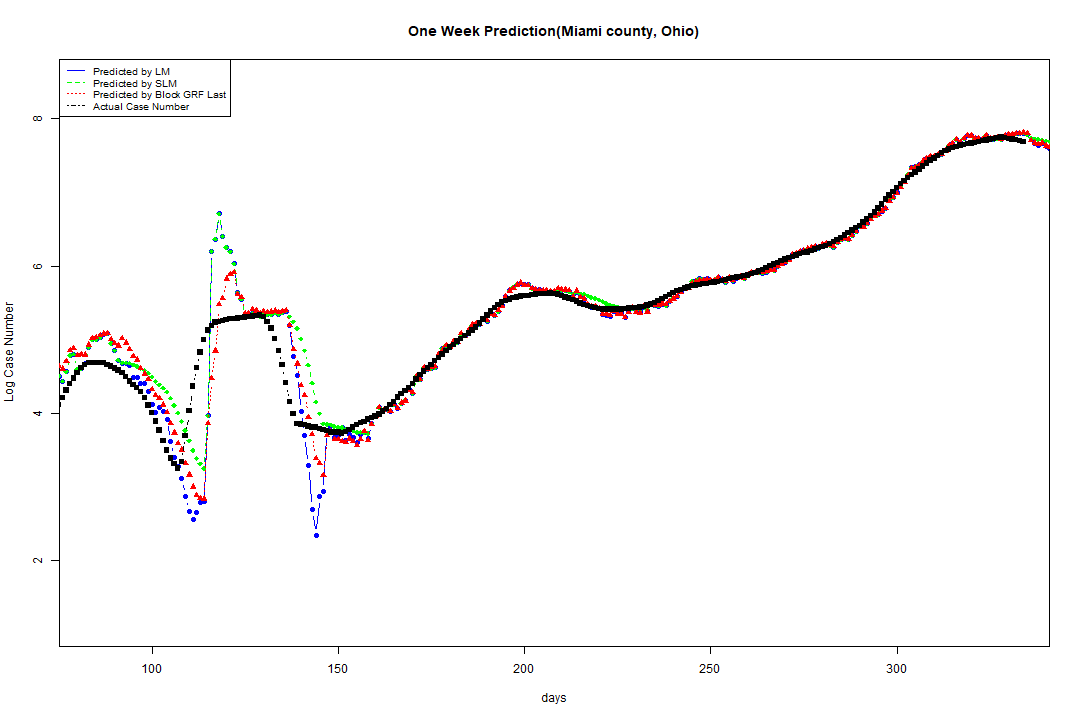 One Week Prediction(Miami county, Ohio)
Predicted by LM
Predicted by SLM
Predicted by Block GRF Last
Actual Case Number
8
6
4
2
Log Case Number
100 150 200 250 300
days